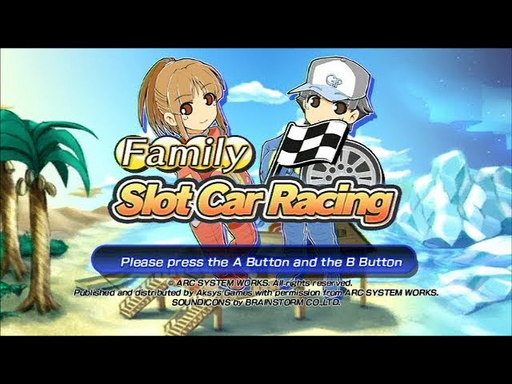 Family
Slot Car Racing
Please press the A Button and the B Button
© ARC SYSTEM WORKS. All rights reserved.
Published and distributed by Aksys Games with permission from ARC SYSTEM WORKS.
SOUNDICONS by BRAINSTORM CO.,LTD.